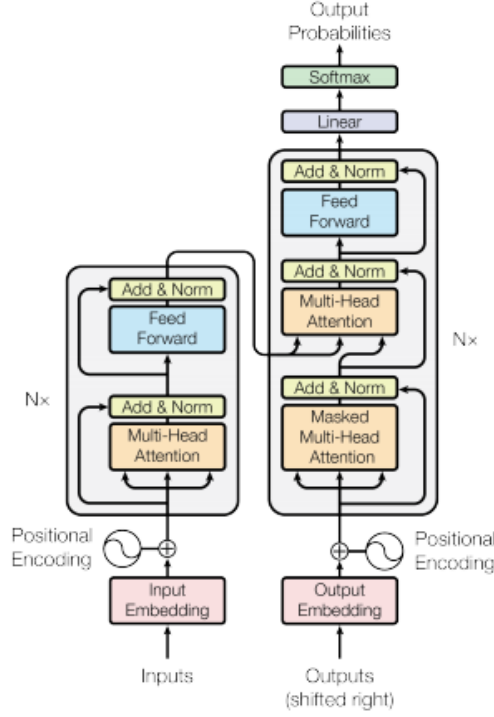 Output
Probabilities
Softmax
Linear
Add & Norm
Feed
Forward
Add & Norm
Multi-Head
Attention
Add & Norm
Masked
Multi-Head
Attention
N×
Add & Norm
Feed
Forward
Add & Norm
Multi-Head
Attention
N×
Positional
Encoding
Positional
Encoding
Input
Embedding
Output
Embedding
Inputs
Outputs
(shifted right)